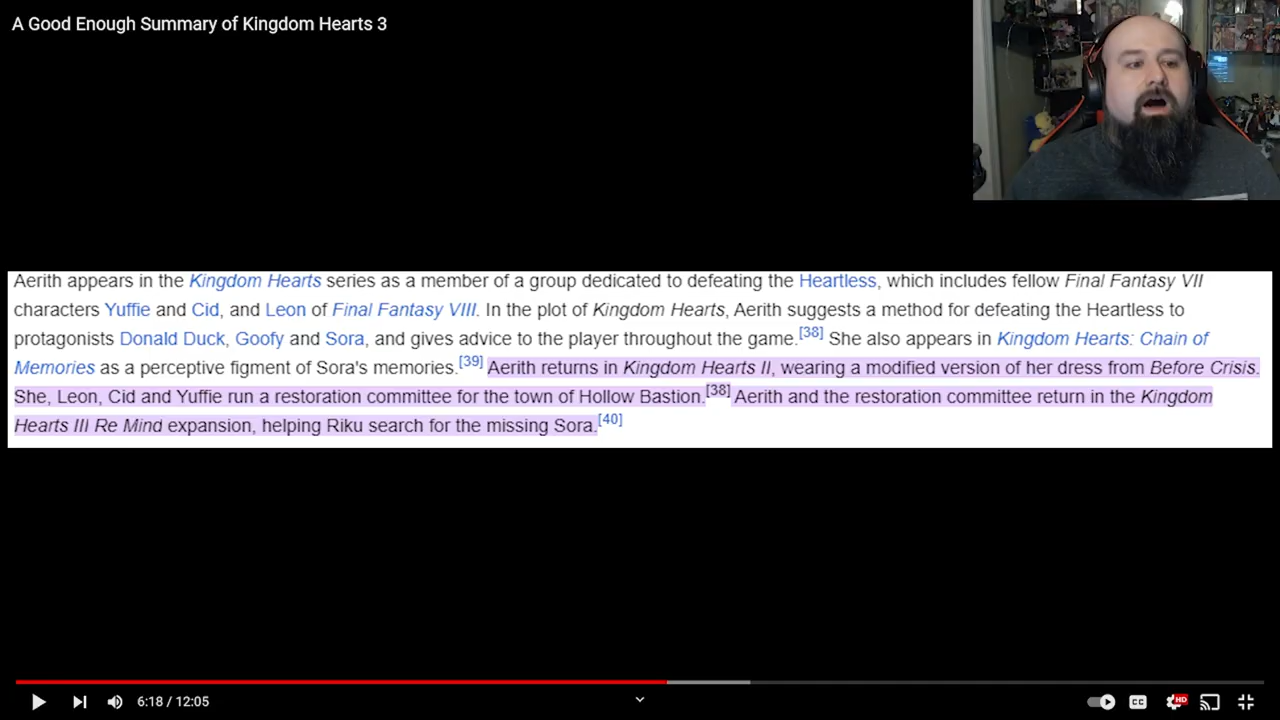 A Good Enough Summary of Kingdom Hearts 3
Aerith appears in the Kingdom Hearts series as a member of a group dedicated to defeating the Heartless, which includes fellow Final Fantasy VII
characters Yuffie and Cid, and Leon of Final Fantasy VIII. In the plot of Kingdom Hearts, Aerith suggests a method for defeating the Heartless to
protagonists Donald Duck, Goofy and Sora, and gives advice to the player throughout the game.[38] She also appears in Kingdom Hearts: Chain of
Memories as a perceptive figment of Sora's memories.[39] Aerith returns in Kingdom Hearts II, wearing a modified version of her dress from Before Crisis.
She, Leon, Cid and Yuffie run a restoration committee for the town of Hollow Bastion.[38] Aerith and the restoration committee return in the Kingdom
Hearts III Re Mind expansion, helping Riku search for the missing Sora.[40]
6:18 / 12:05
CC
HD